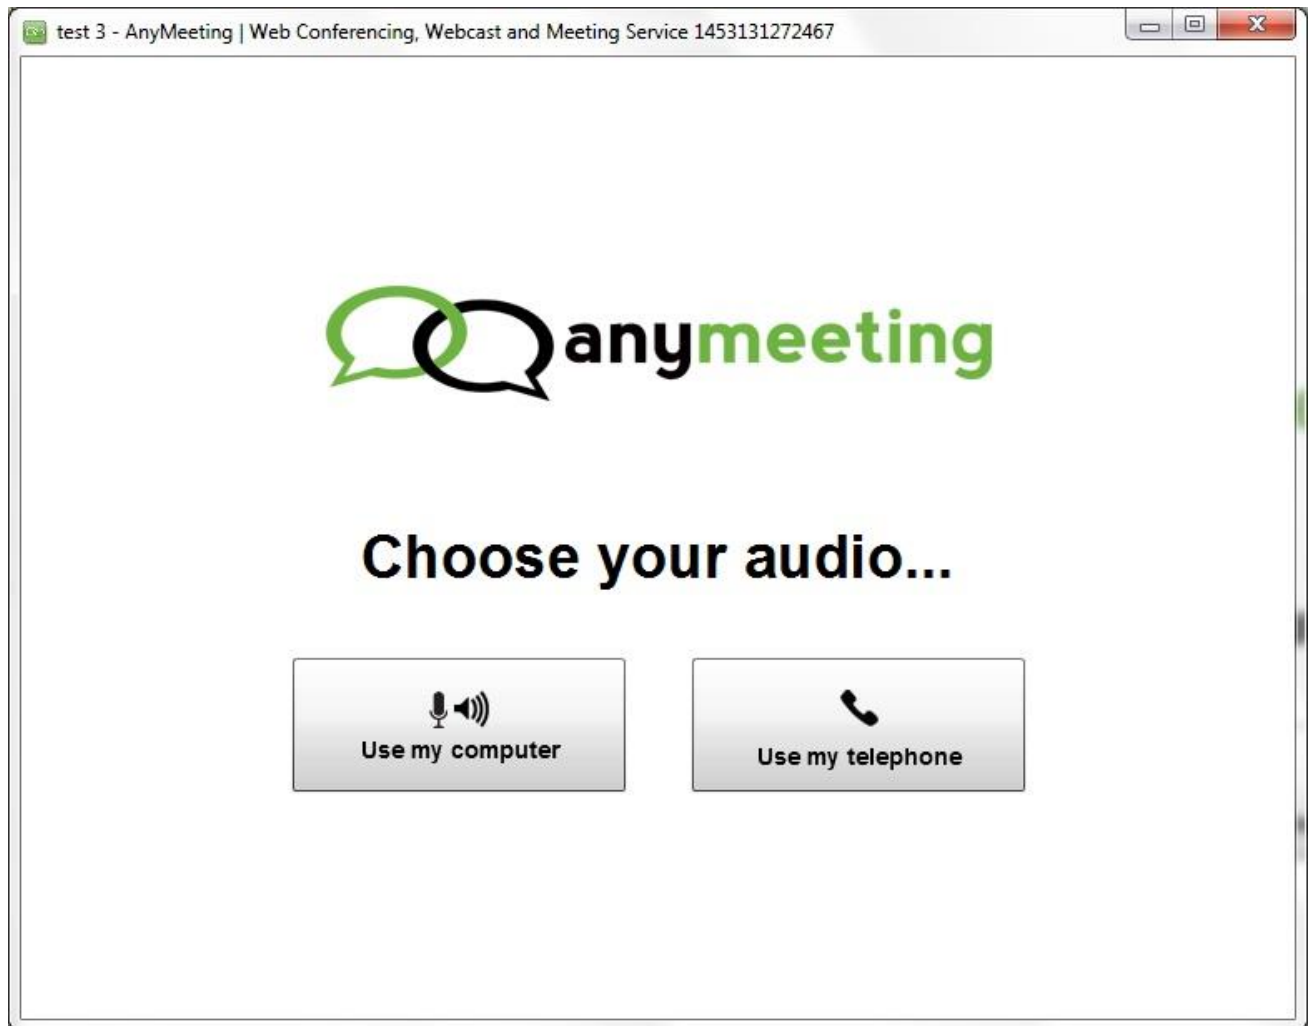 test 3 - AnyMeeting | Web Conferencing, Webcast and Meeting Service 1453131272467
anymeeting
Choose your audio...
Use my computer
Use my telephone